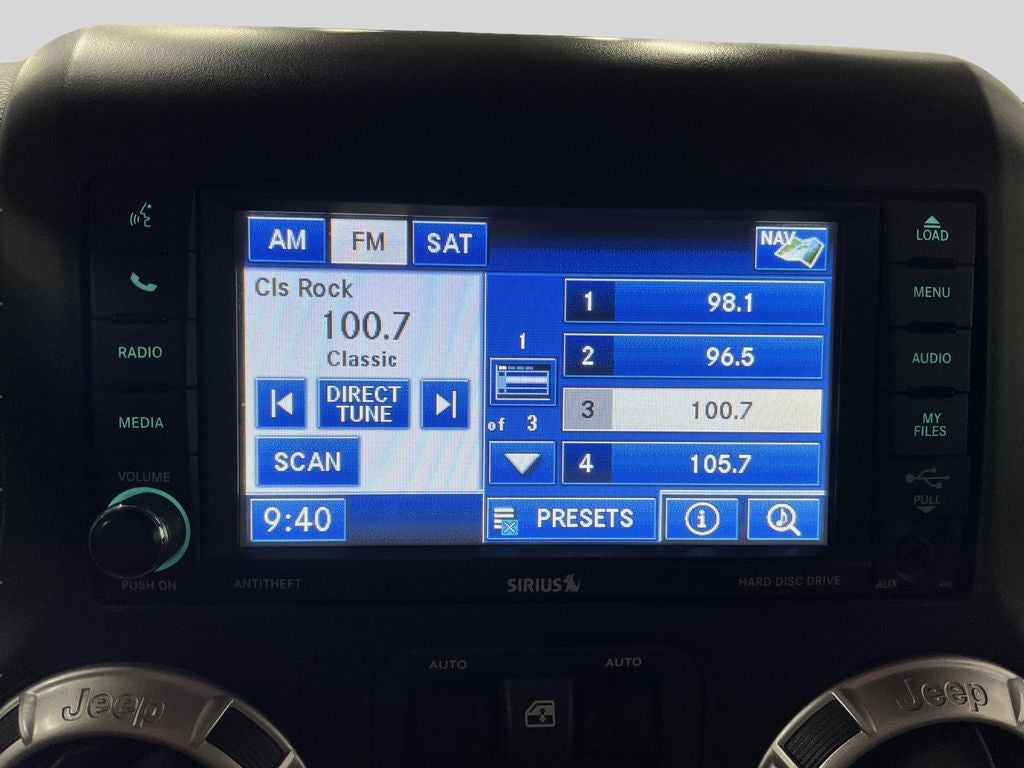 AM
FM
SAT
NAV
LOAD
Cls Rock
100.7
Classic
DIRECT
TUNE
SCAN
9:40
1
of 3
1 98.1
2 96.5
3 100.7
4 105.7
PRESETS
RADIO
MEDIA
VOLUME
PUSH ON
MENU
AUDIO
MY
FILES
PULL
AUX
ANTITHEFT
SIRIUS
HARD DISC DRIVE
AUTO
AUTO
Jeep
Jeep